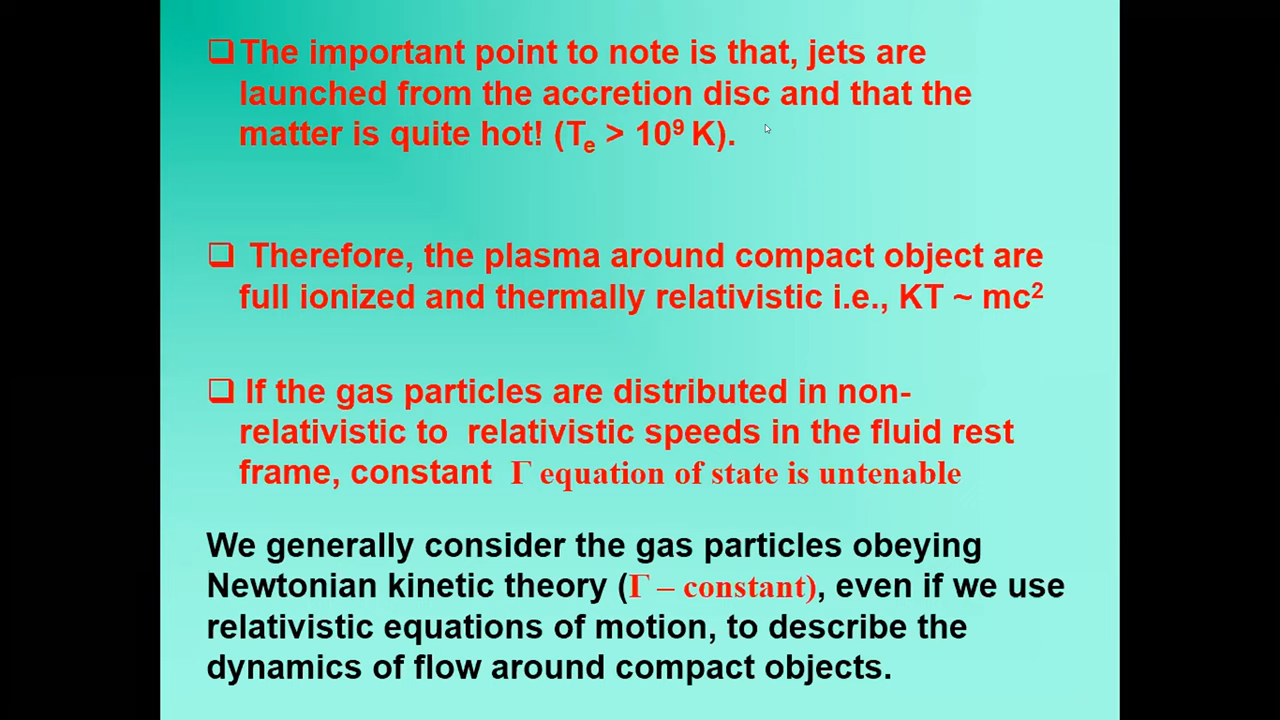 ❑ The important point to note is that, jets are
launched from the accretion disc and that the
matter is quite hot! (Tₑ > 10⁹ K).
❑ Therefore, the plasma around compact object are
full ionized and thermally relativistic i.e., KT ~ mc²
❑ If the gas particles are distributed in non-
relativistic to relativistic speeds in the fluid rest
frame, constant Γ equation of state is untenable
We generally consider the gas particles obeying
Newtonian kinetic theory (Γ – constant), even if we use
relativistic equations of motion, to describe the
dynamics of flow around compact objects.